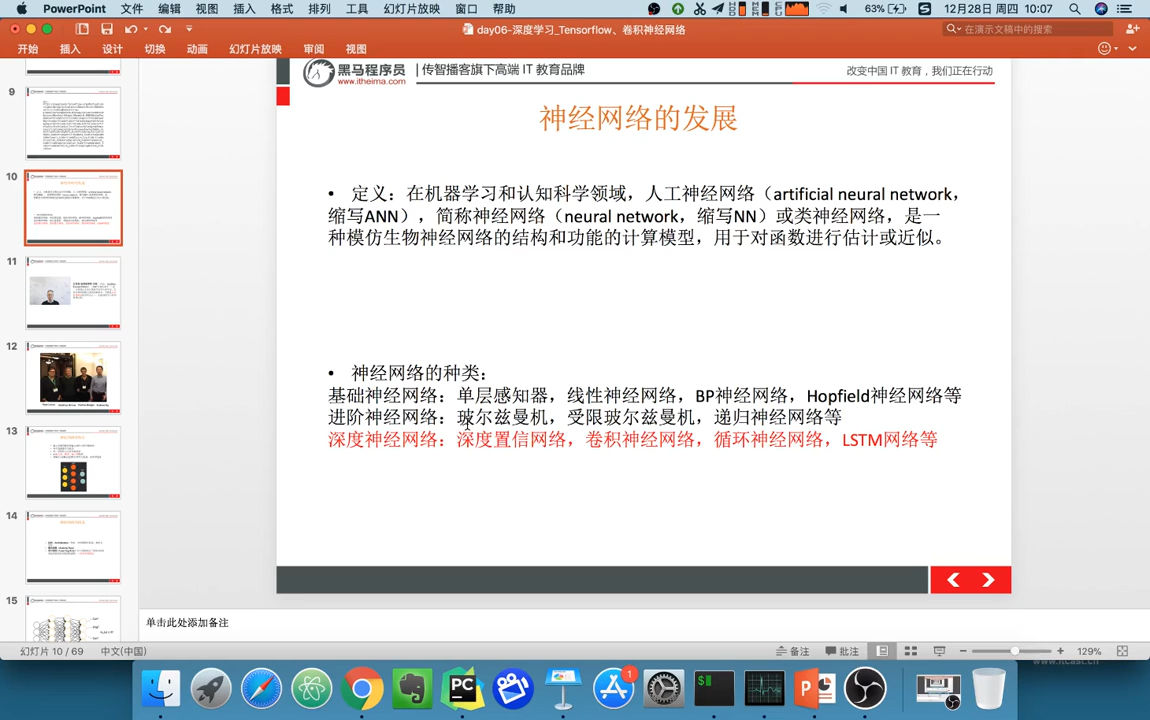 PowerPoint 文件 编辑 视图 插入 格式 排列 工具 幻灯片放映 窗口 帮助 63% 12月28日 周四 10:07
day06-深度学习_Tensorflow、卷积神经网络
在演示文稿中的搜索
开始 插入 设计 切换 动画 幻灯片放映 审阅 视图
黑马程序员
www.itheima.com
传智播客旗下高端 IT 教育品牌
改变中国 IT 教育，我们正在行动
神经网络的发展
• 定义：在机器学习和认知科学领域，人工神经网络（artificial neural network，
缩写ANN），简称神经网络（neural network，缩写NN）或类神经网络，是一
种模仿生物神经网络的结构和功能的计算模型，用于对函数进行估计或近似。
• 神经网络的种类：
基础神经网络：单层感知器，线性神经网络，BP神经网络，Hopfield神经网络等
进阶神经网络：玻尔兹曼机，受限玻尔兹曼机，递归神经网络等
深度神经网络：深度置信网络，卷积神经网络，循环神经网络，LSTM网络等
9
10
11
12
13
14
15
单击此处添加备注
幻灯片 10 / 69 中文(中国) 备注 批注 129%
PC
1
$
P